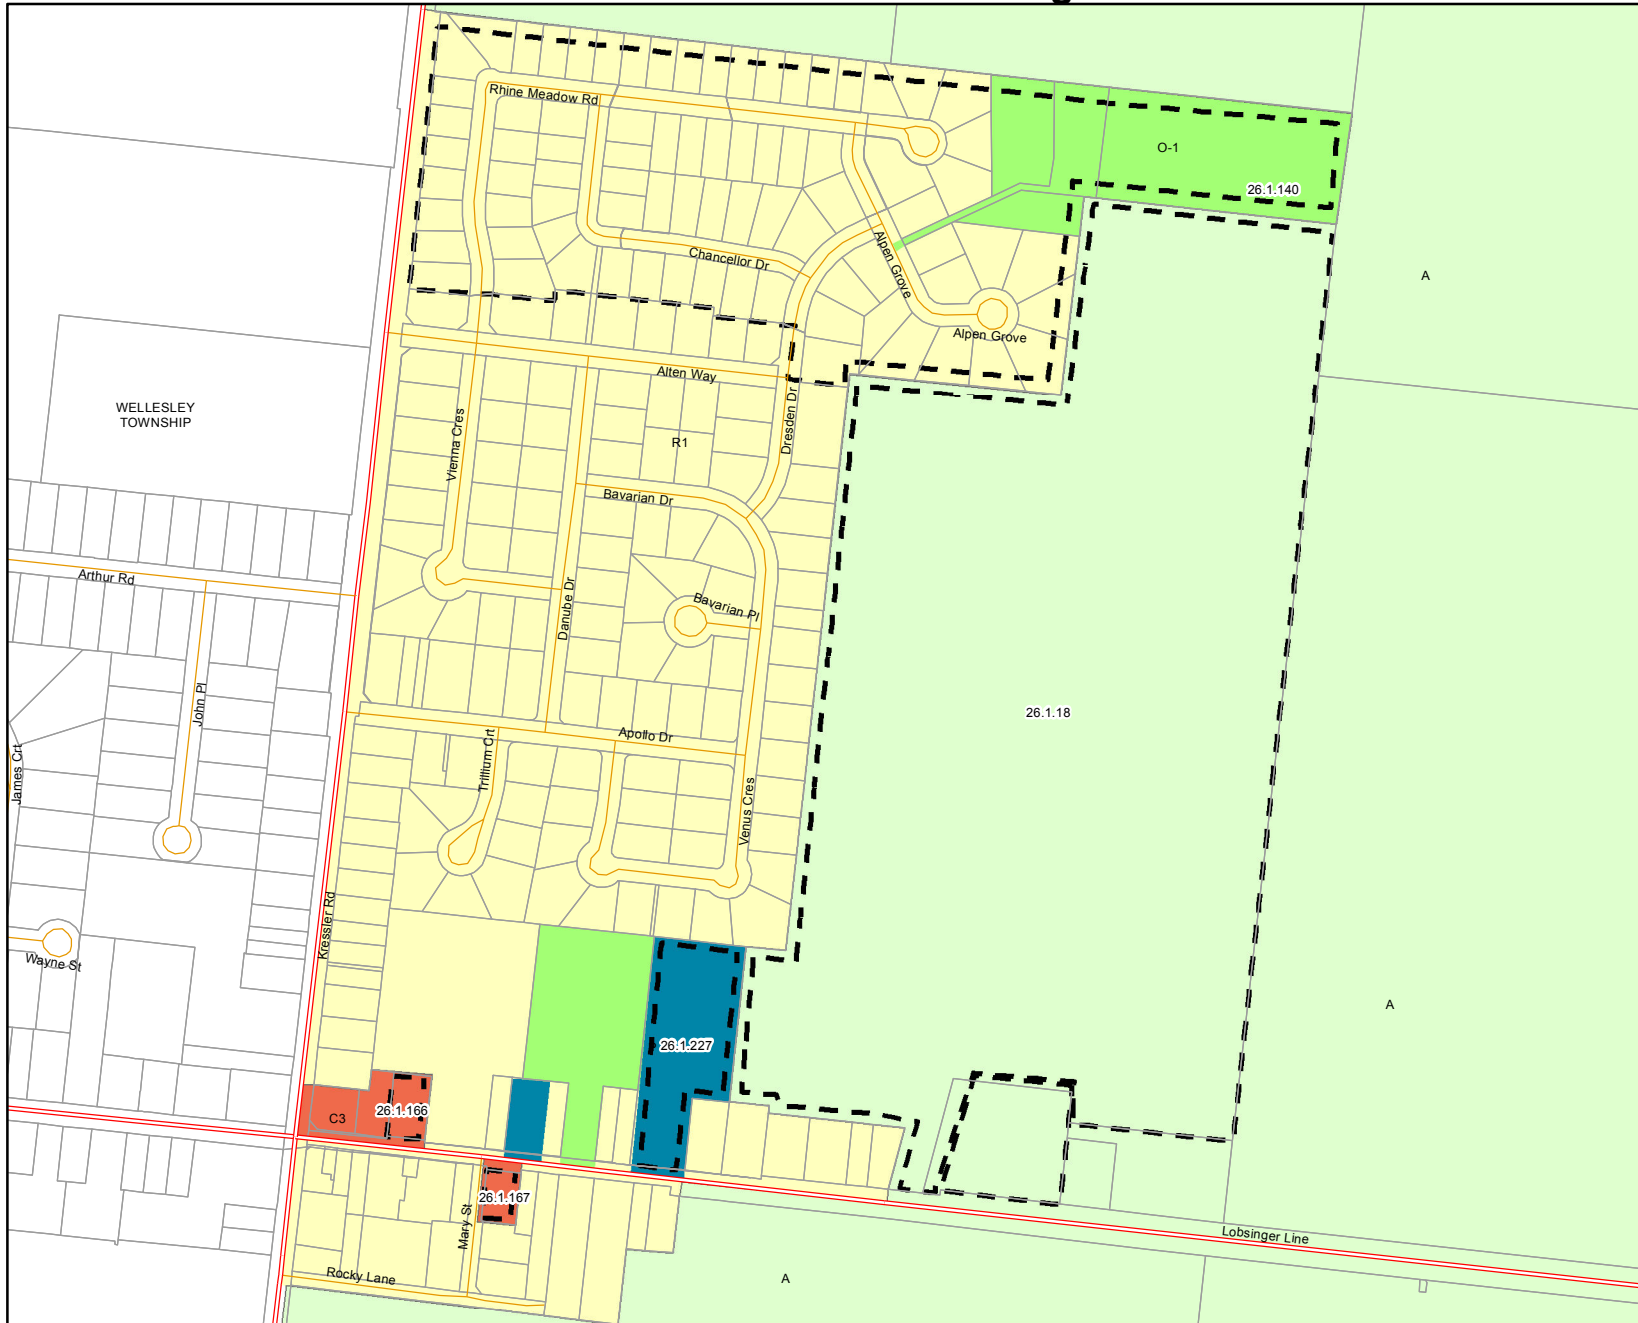 Rhine Meadow Rd
O-1
26.1.140
Chancellor Dr
Alpen Grove
A
Alpen Grove
Alten Way
WELLESLEY
TOWNSHIP
R1
Vienna Cres
Dresden Dr
Bavarian Dr
Arthur Rd
Danube Dr
Bavarian Pl
John Pl
26.1.18
Apollo Dr
Trillium Crt
James Crt
Venus Cres
Kressler Rd
Wayne St
A
26.1.227
26.1.166
C3
26.1.167
Mary St
Lobsinger Line
Rocky Lane
A